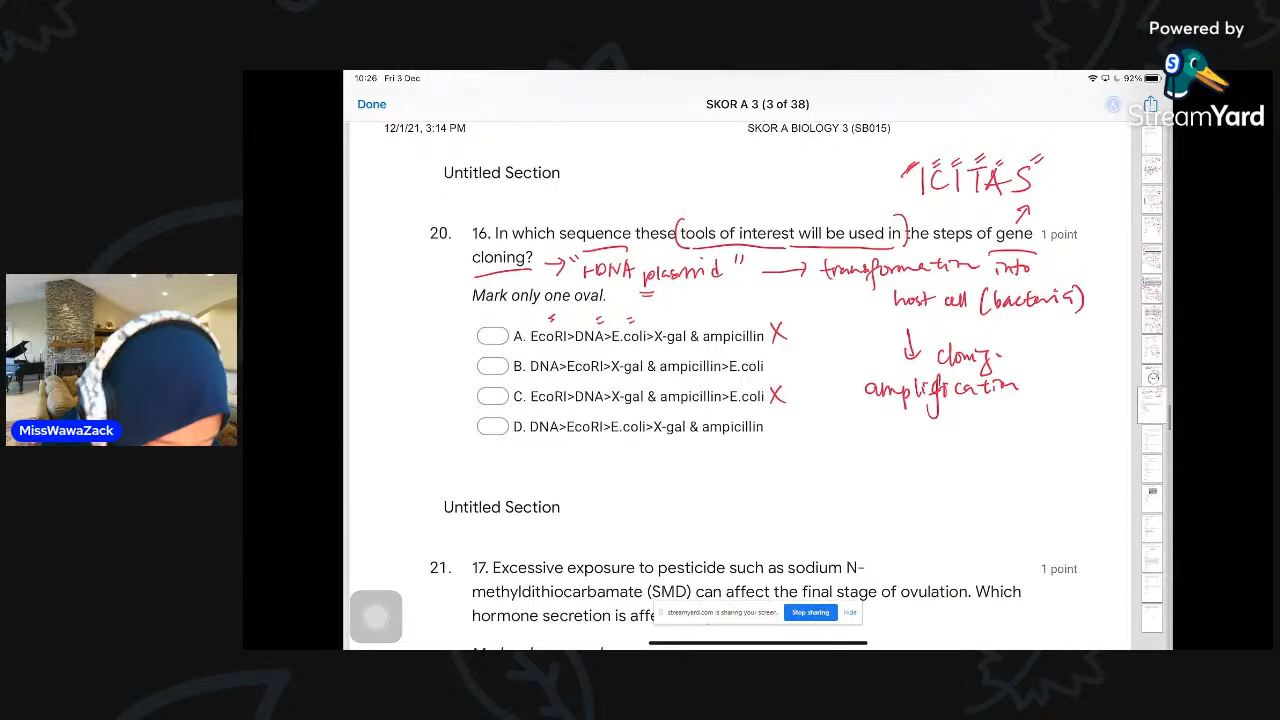 Powered by
StreamYard
10:26 Fri 3 Dec
92%
Done
SKOR A 3 (3 of 38)
12/1/21, 3:14 PM
SKOR A BIOLOGY 3 (SB015)
Untitled Section
ICITAS
20. 16. In which sequence these tools of interest will be used in the steps of gene 1 point
cloning? → "rDNA plasmid" → transformation into
host cell (bacteria)
Mark only one oval.
A. EcoRI>DNA>E.coli>X-gal & ampicillin X
B. DNA>EcoRI>X-gal & ampicillin>E.coli
cloning.
amplification
C. EcoRI>DNA>X-gal & ampicillin>E.coli X
D. DNA>EcoRI>E.coli>X-gal & ampicillin
MissWawaZack
Untitled Section
21. 17. Excessive exposure to pesticide such as sodium N- 1 point
methyldithiocarbamate (SMD) can affect the final stage of ovulation. Which
hormone secretion is affe
streamyard.com is sharing your screen.
Stop sharing
Hide